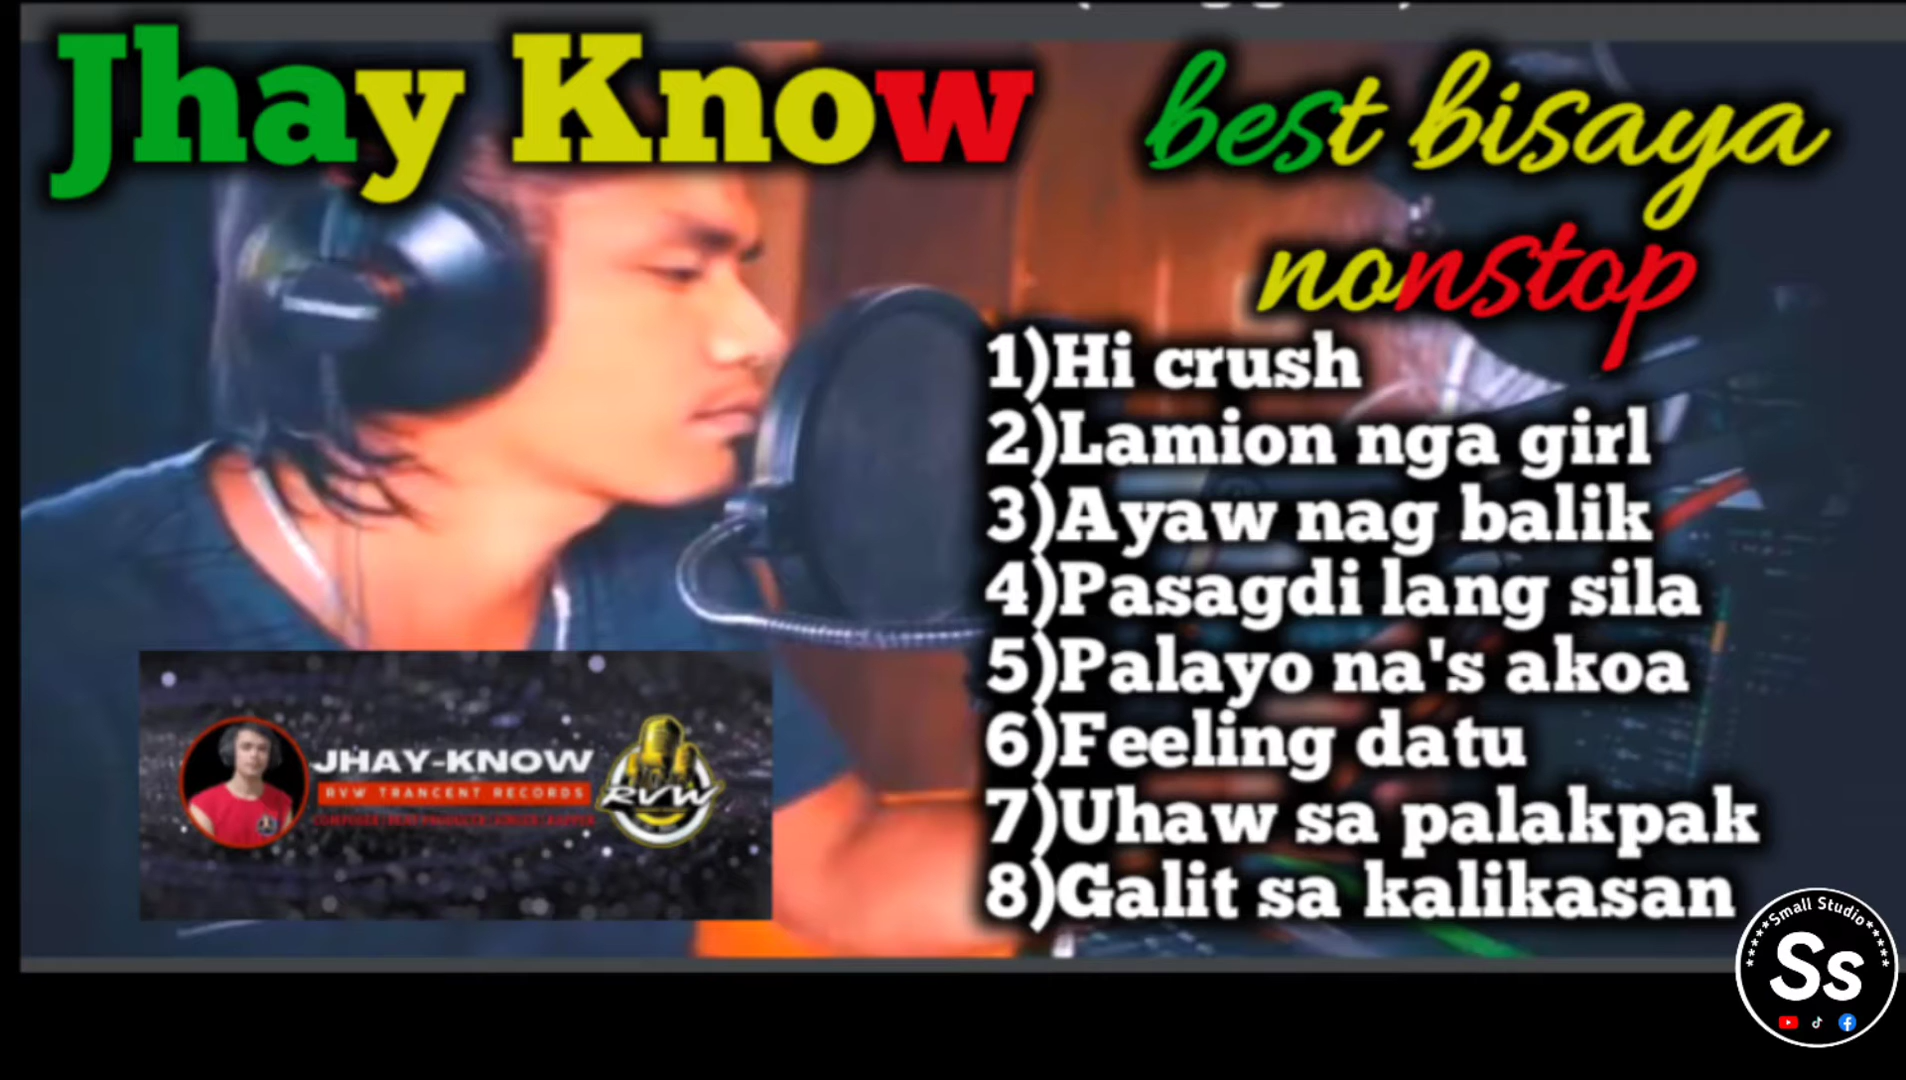 Jhay Know
best bisaya
nonstop
1)Hi crush
2)Lamion nga girl
3)Ayaw nag balik
4)Pasagdi lang sila
5)Palayo na's akoa
6)Feeling datu
7)Uhaw sa palakpak
8)Galit sa kalikasan
JHAY-KNOW
RVW TRANCENT RECORDS
RVW
Small Studio
Ss